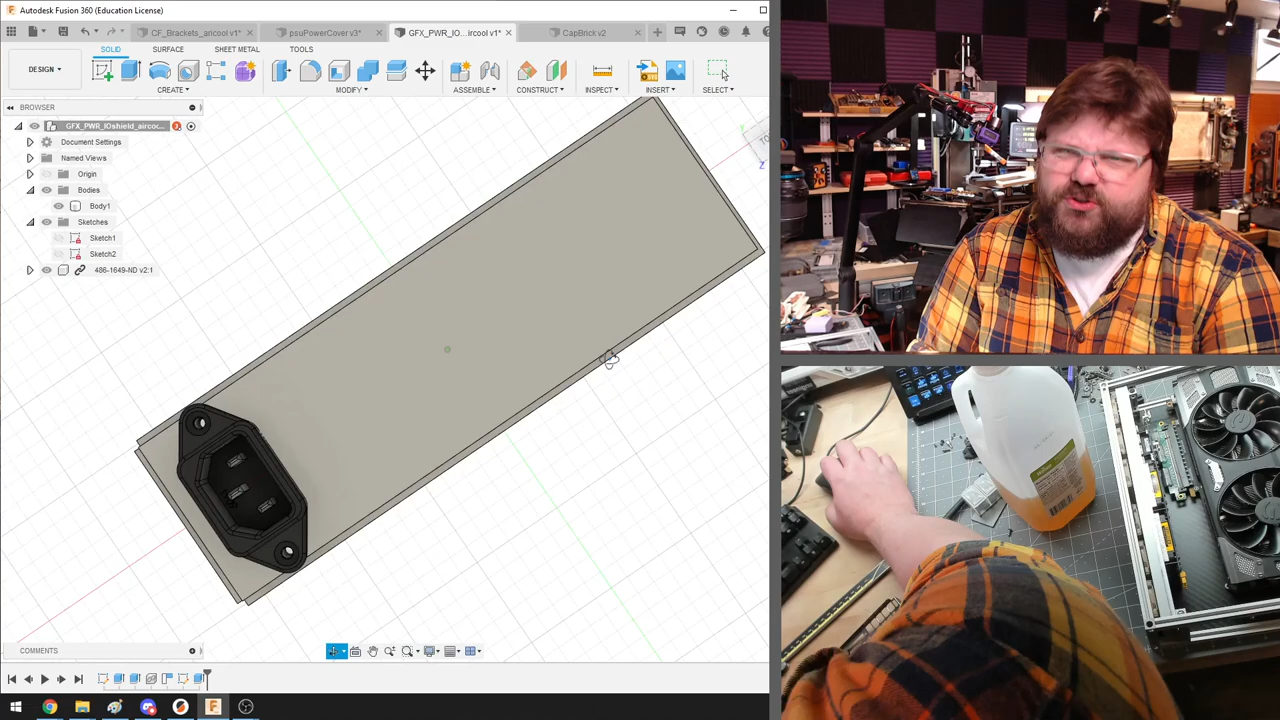 Autodesk Fusion 360 (Education License)
CF_Brackets_aricool v1*
psuPowerCover v3*
GFX_PWR_IO...ircool v1*
CapBrick v2
DESIGN
SOLID
SURFACE
SHEET METAL
TOOLS
CREATE
MODIFY
ASSEMBLE
CONSTRUCT
INSPECT
INSERT
SELECT
BROWSER
GFX_PWR_IOshield_aircoo...
Document Settings
Named Views
Origin
Bodies
Body1
Sketches
Sketch1
Sketch2
486-1649-ND v2:1
Z
COMMENTS